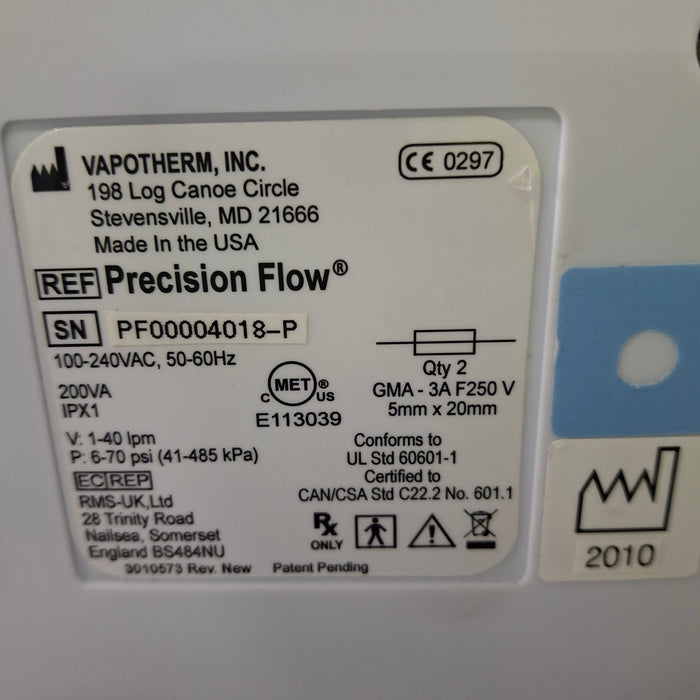 VAPOTHERM, INC.
198 Log Canoe Circle
Stevensville, MD 21666
Made In the USA
CE 0297
REF Precision Flow®
SN PF00004018-P
100-240VAC, 50-60Hz
200VA
IPX1
V: 1-40 lpm
P: 6-70 psi (41-485 kPa)
EC REP
RMS-UK,Ltd
28 Trinity Road
Nailsea, Somerset
England BS484NU
3010573 Rev. New
C MET ® US
E113039
Qty 2
GMA - 3A F250 V
5mm x 20mm
Conforms to
UL Std 60601-1
Certified to
CAN/CSA Std C22.2 No. 601.1
Rx
ONLY
Patent Pending
2010